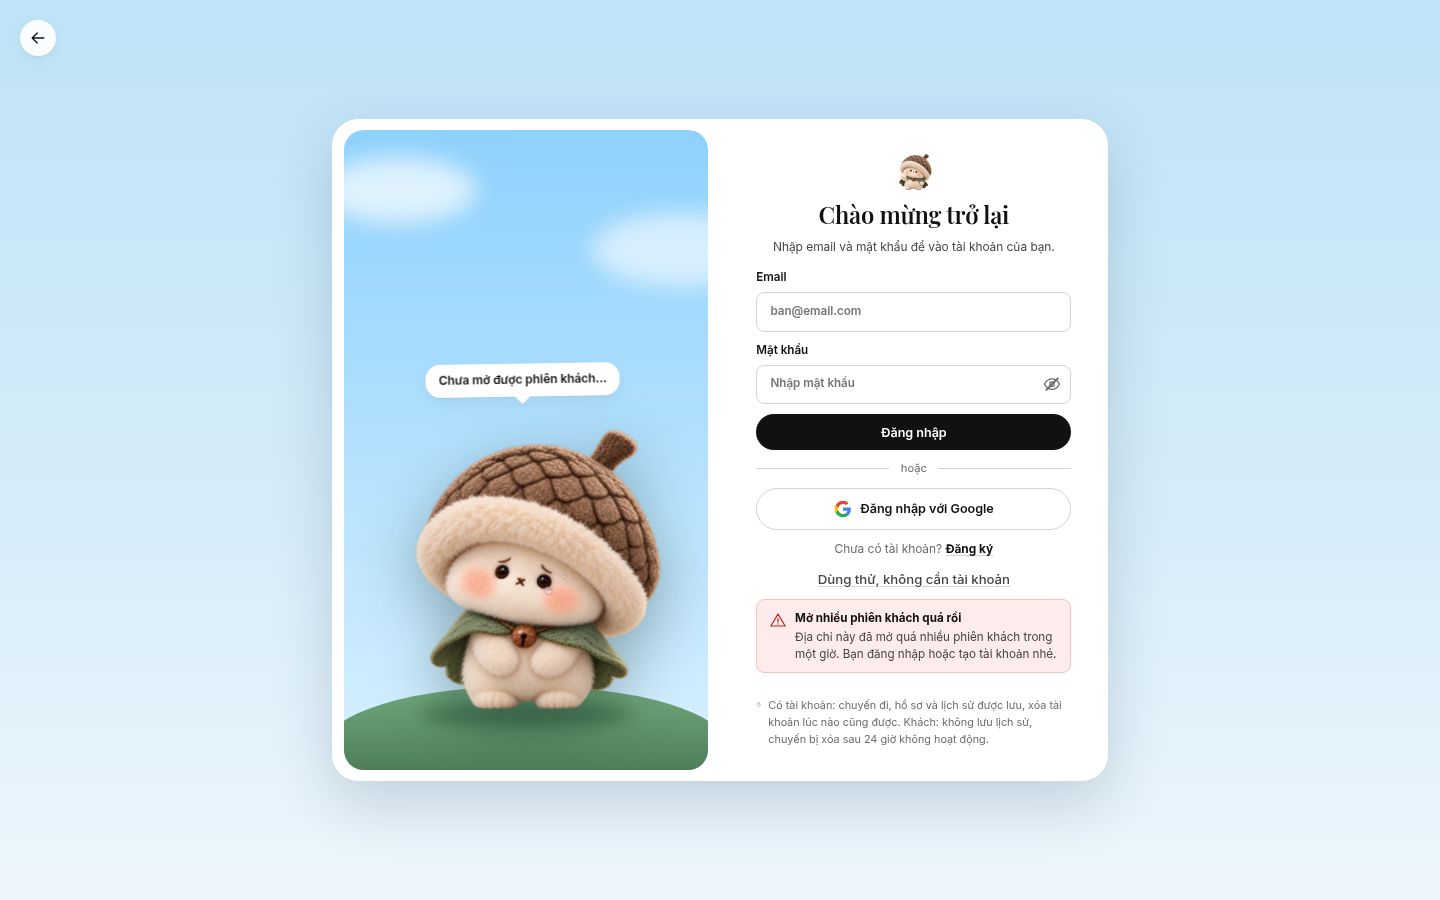 Chào mừng trở lại
Nhập email và mật khẩu để vào tài khoản của bạn.
Email
ban@email.com
Mật khẩu
Nhập mật khẩu
Đăng nhập
hoặc
Đăng nhập với Google
Chưa có tài khoản? Đăng ký
Dùng thử, không cần tài khoản
Mở nhiều phiên khách quá rồi
Địa chỉ này đã mở quá nhiều phiên khách trong
một giờ. Bạn đăng nhập hoặc tạo tài khoản nhé.
Có tài khoản: chuyến đi, hồ sơ và lịch sử được lưu, xóa tài
khoản lúc nào cũng được. Khách: không lưu lịch sử,
chuyến bị xóa sau 24 giờ không hoạt động.
Chưa mở được phiên khách...